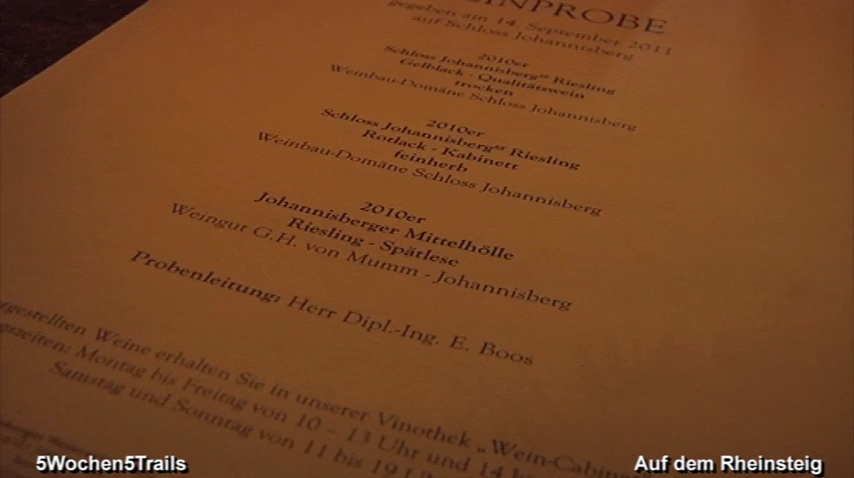 gegeben am 14. September 2011
auf Schloss Johannisberg
2010er
Schloss Johannisberger Riesling
Gelblack - Qualitätswein
trocken
Weinbau-Domäne Schloss Johannisberg
2010er
Schloss Johannisberger Riesling
Rotlack - Kabinett
feinherb
Weinbau-Domäne Schloss Johannisberg
2010er
Johannisberger Mittelhölle
Riesling - Spätlese
Weingut G.H. von Mumm - Johannisberg
Probenleitung: Herr Dipl.-Ing. E. Boos
Weine erhalten Sie in unserer Vinothek „Wein-Cabinet
Montag bis Freitag von 10 - 13 Uhr und 14
Samstag und Sonntag von 11 bis 19
5Wochen5Trails
Auf dem Rheinsteig